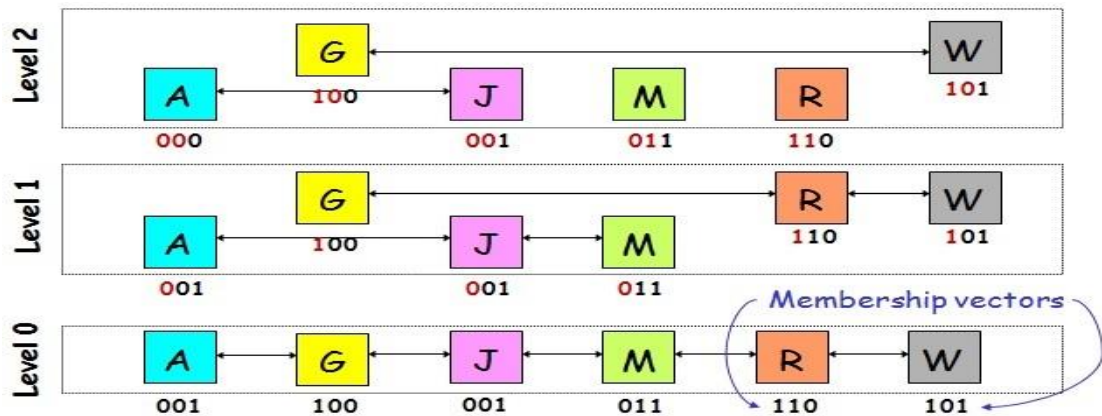 Level 2
G W
A J M R
100 101
000 001 011 110
Level 1
G R W
A J M
100 110 101
001 001 011
Membership vectors
Level 0
A G J M R W
001 100 001 011 110 101